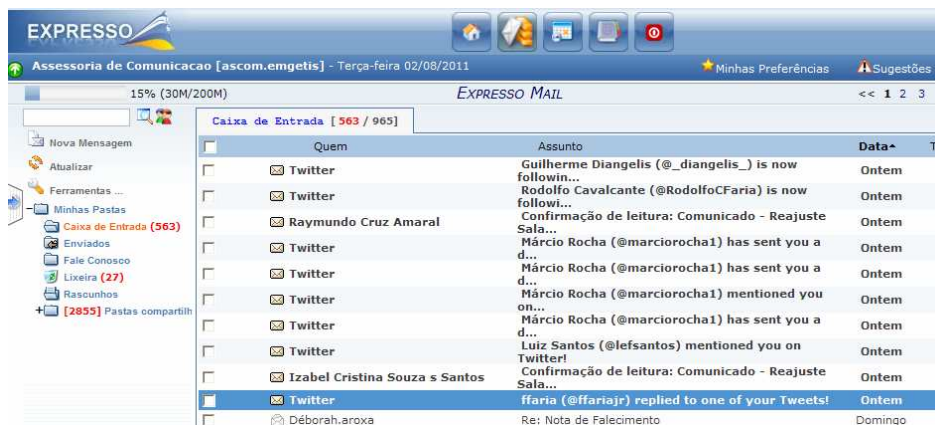 EXPRESSO
Assessoria de Comunicacao [ascom.emgetis] - Terça-feira 02/08/2011
Minhas Preferências
Sugestões
15% (30M/200M)
EXPRESSO MAIL
<< 1 2 3
Caixa de Entrada [ 563 / 965]
Nova Mensagem
Atualizar
Ferramentas ...
Minhas Pastas
Caixa de Entrada (563)
Enviados
Fale Conosco
Lixeira (27)
Rascunhos
[2855] Pastas compartilh
Quem Assunto Data T
Twitter Guilherme Diangelis (@_diangelis_) is now followin... Ontem
Twitter Rodolfo Cavalcante (@RodolfoCFaria) is now followi... Ontem
Raymundo Cruz Amaral Confirmação de leitura: Comunicado - Reajuste Sala... Ontem
Twitter Márcio Rocha (@marciorocha1) has sent you a d... Ontem
Twitter Márcio Rocha (@marciorocha1) has sent you a d... Ontem
Twitter Márcio Rocha (@marciorocha1) mentioned you on... Ontem
Twitter Márcio Rocha (@marciorocha1) has sent you a d... Ontem
Twitter Luiz Santos (@lefsantos) mentioned you on Twitter! Ontem
Izabel Cristina Souza s Santos Confirmação de leitura: Comunicado - Reajuste Sala... Ontem
Twitter ffaria (@ffariajr) replied to one of your Tweets! Ontem
Déborah.aroxa Re: Nota de Falecimento Domingo